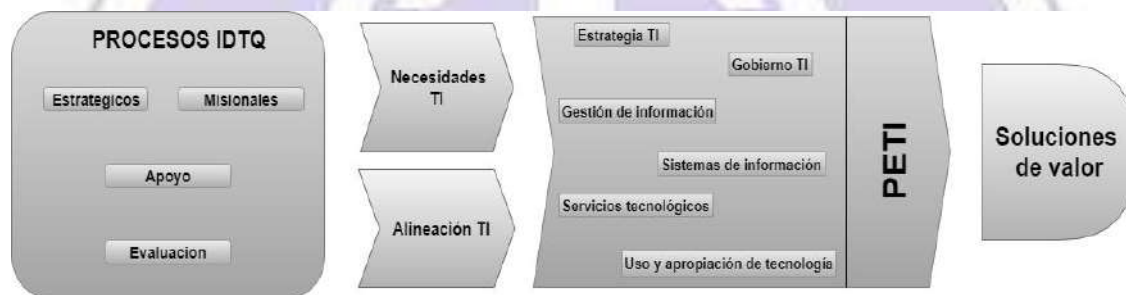 PROCESOS IDTQ
Estrategicos
Misionales
Apoyo
Evaluacion
Necesidades
TI
Alineación TI
Estrategia TI
Gobierno TI
Gestión de información
Sistemas de información
Servicios tecnológicos
Uso y apropiación de tecnología
PETI
Soluciones
de valor